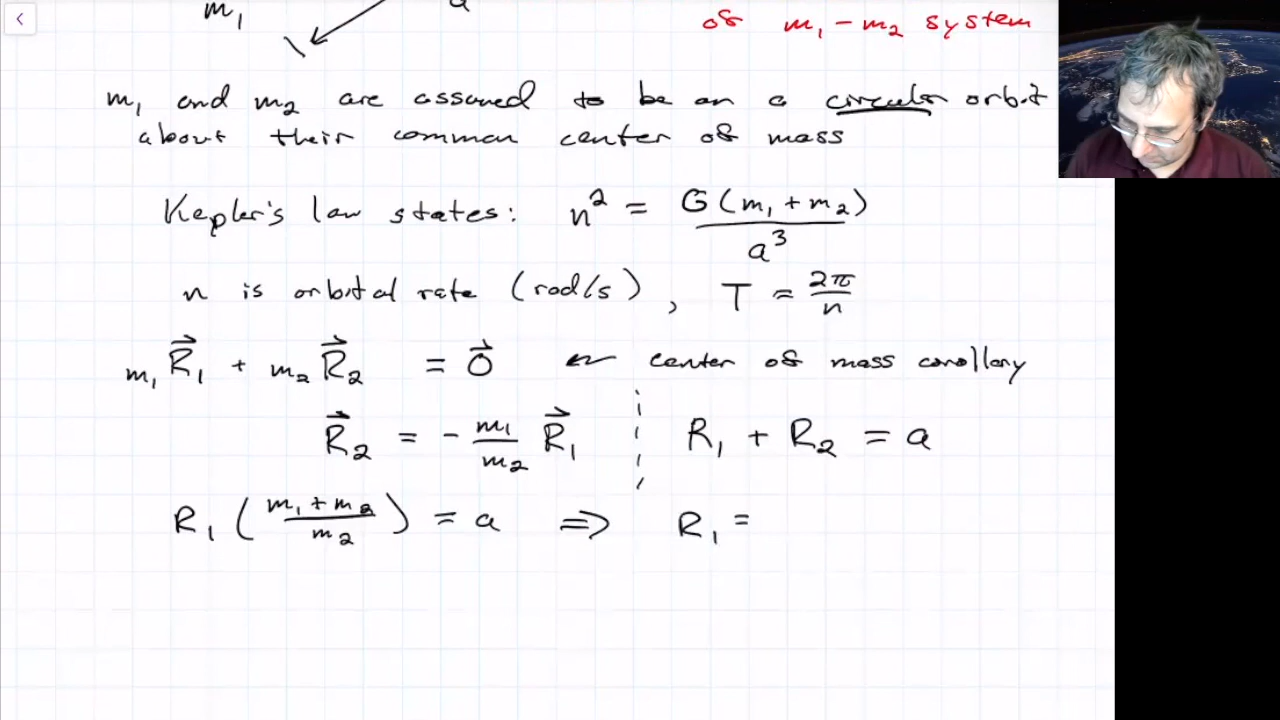 m₁ a
of m₁ - m₂ system
m₁ and m₂ are assumed to be on a circular orbit
about their common center of mass
Kepler's law states: n² = G(m₁ + m₂) / a³
n is orbital rate (rad/s), T = 2π/n
m₁R⃗₁ + m₂R⃗₂ = 0⃗ ← center of mass corollory
R⃗₂ = - m₁/m₂ R⃗₁ ¦ R₁ + R₂ = a
R₁ ( (m₁ + m₂) / m₂ ) = a ⇒ R₁ =